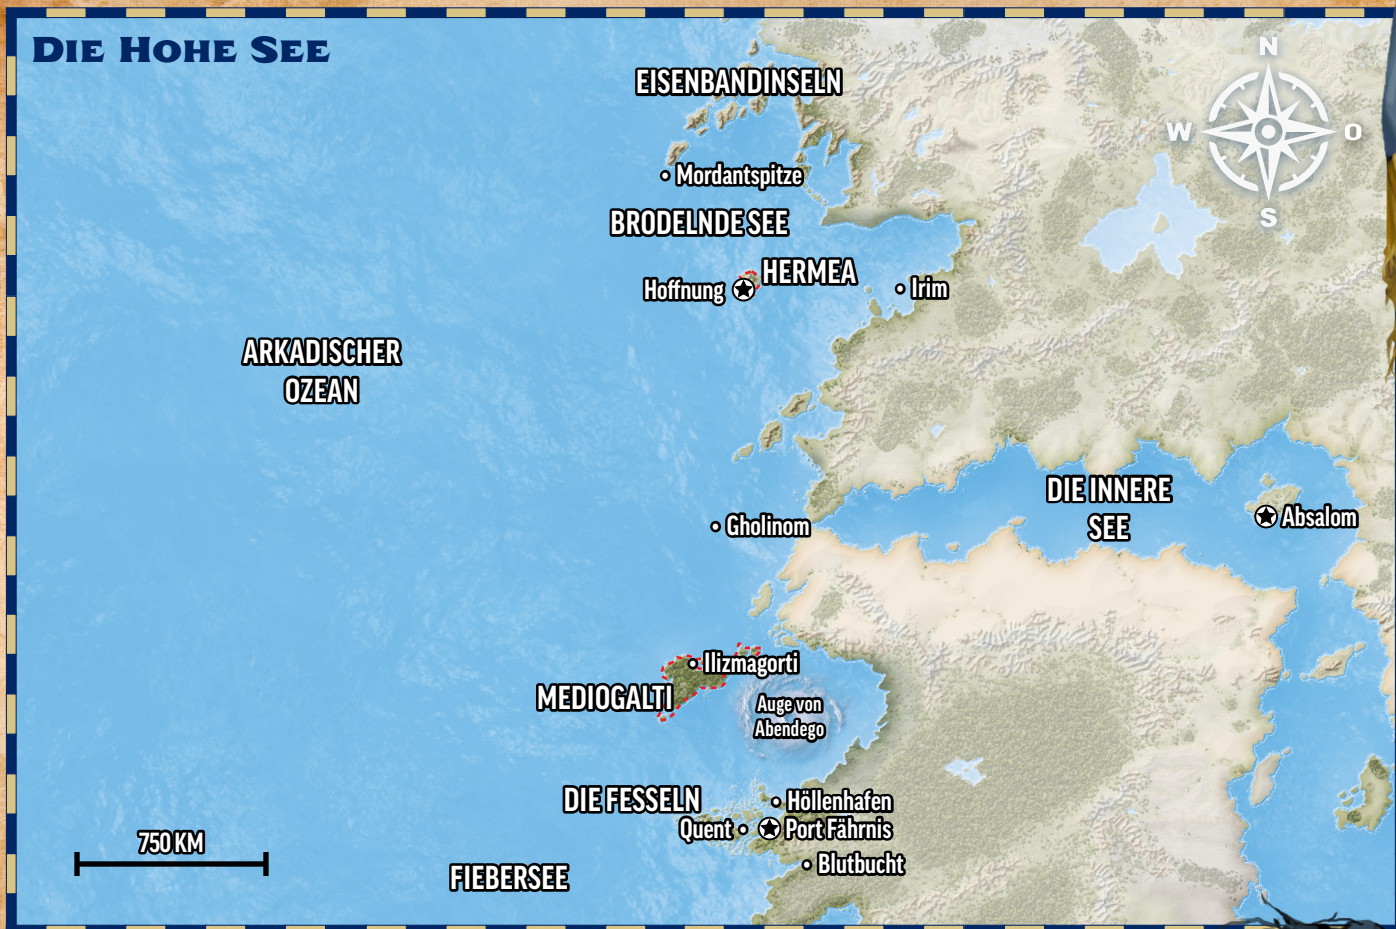 DIE HOHE SEE
N
W
O
S
EISENBANDINSELN
Mordantspitze
BRODELNDE SEE
HERMEA
Hoffnung
Irim
ARKADISCHER
OZEAN
DIE INNERE
SEE
Absalom
Gholinom
Ilizmagorti
MEDIOGALTI
Auge von
Abendego
DIE FESSELN
Höllenhafen
Quent
Port Fährnis
Blutbucht
750 KM
FIEBERSEE